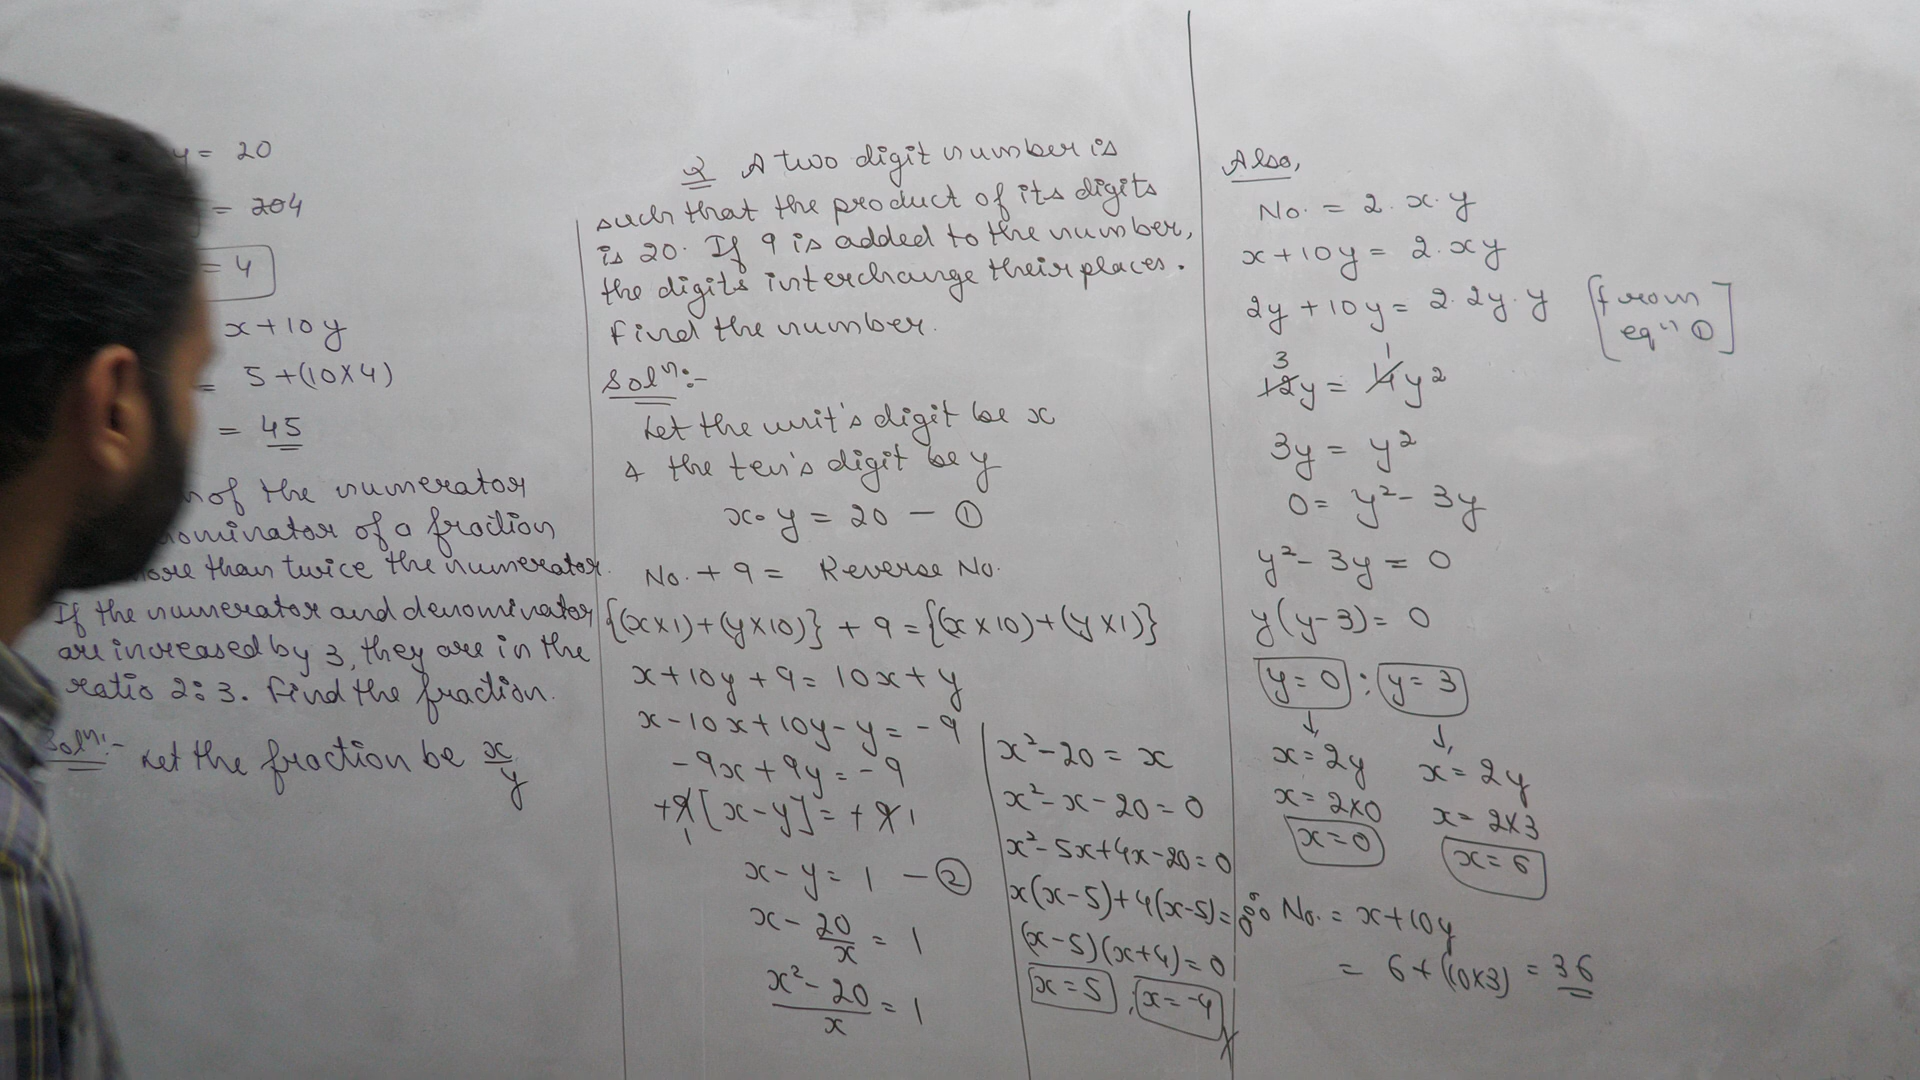 y = 20
= 204
= 4
x + 10y
= 5 + (10 x 4)
= 45
of the numerator
of a fraction
than twice the numerator.
If the numerator and denominator
are increased by 3, they are in the
ratio 2:3. Find the fraction.
Solⁿ:- Let the fraction be x/y
Q A two digit number is
such that the product of its digits
is 20. If 9 is added to the number,
the digits interchange their places.
Find the number.
Solⁿ:-
Let the unit's digit be x
& the ten's digit be y
x.y = 20 - ①
No. + 9 = Reverse No.
{(x x 1) + (y x 10)} + 9 = {(x x 10) + (y x 1)}
x + 10y + 9 = 10x + y
x - 10x + 10y - y = -9
-9x + 9y = -9
+9[x - y] = +9 1
1
x - y = 1 - ②
x - 20/x = 1
x² - 20/x = 1
x² - 20 = x
x² - x - 20 = 0
x² - 5x + 4x - 20 = 0
x(x - 5) + 4(x - 5) = 0
(x - 5)(x + 4) = 0
x = 5 ; x = -4
Also,
No. = 2.x.y
x + 10y = 2.xy
2y + 10y = 2.2y.y [from eqⁿ ①]
3 1
12y = 4y²
3y = y²
0 = y² - 3y
y² - 3y = 0
y(y - 3) = 0
y = 0 ; y = 3
↓ ↓
x = 2y x = 2y
x = 2x0 x = 2x3
x = 0 x = 6
∴ No. = x + 10y
= 6 + (10x3) = 36